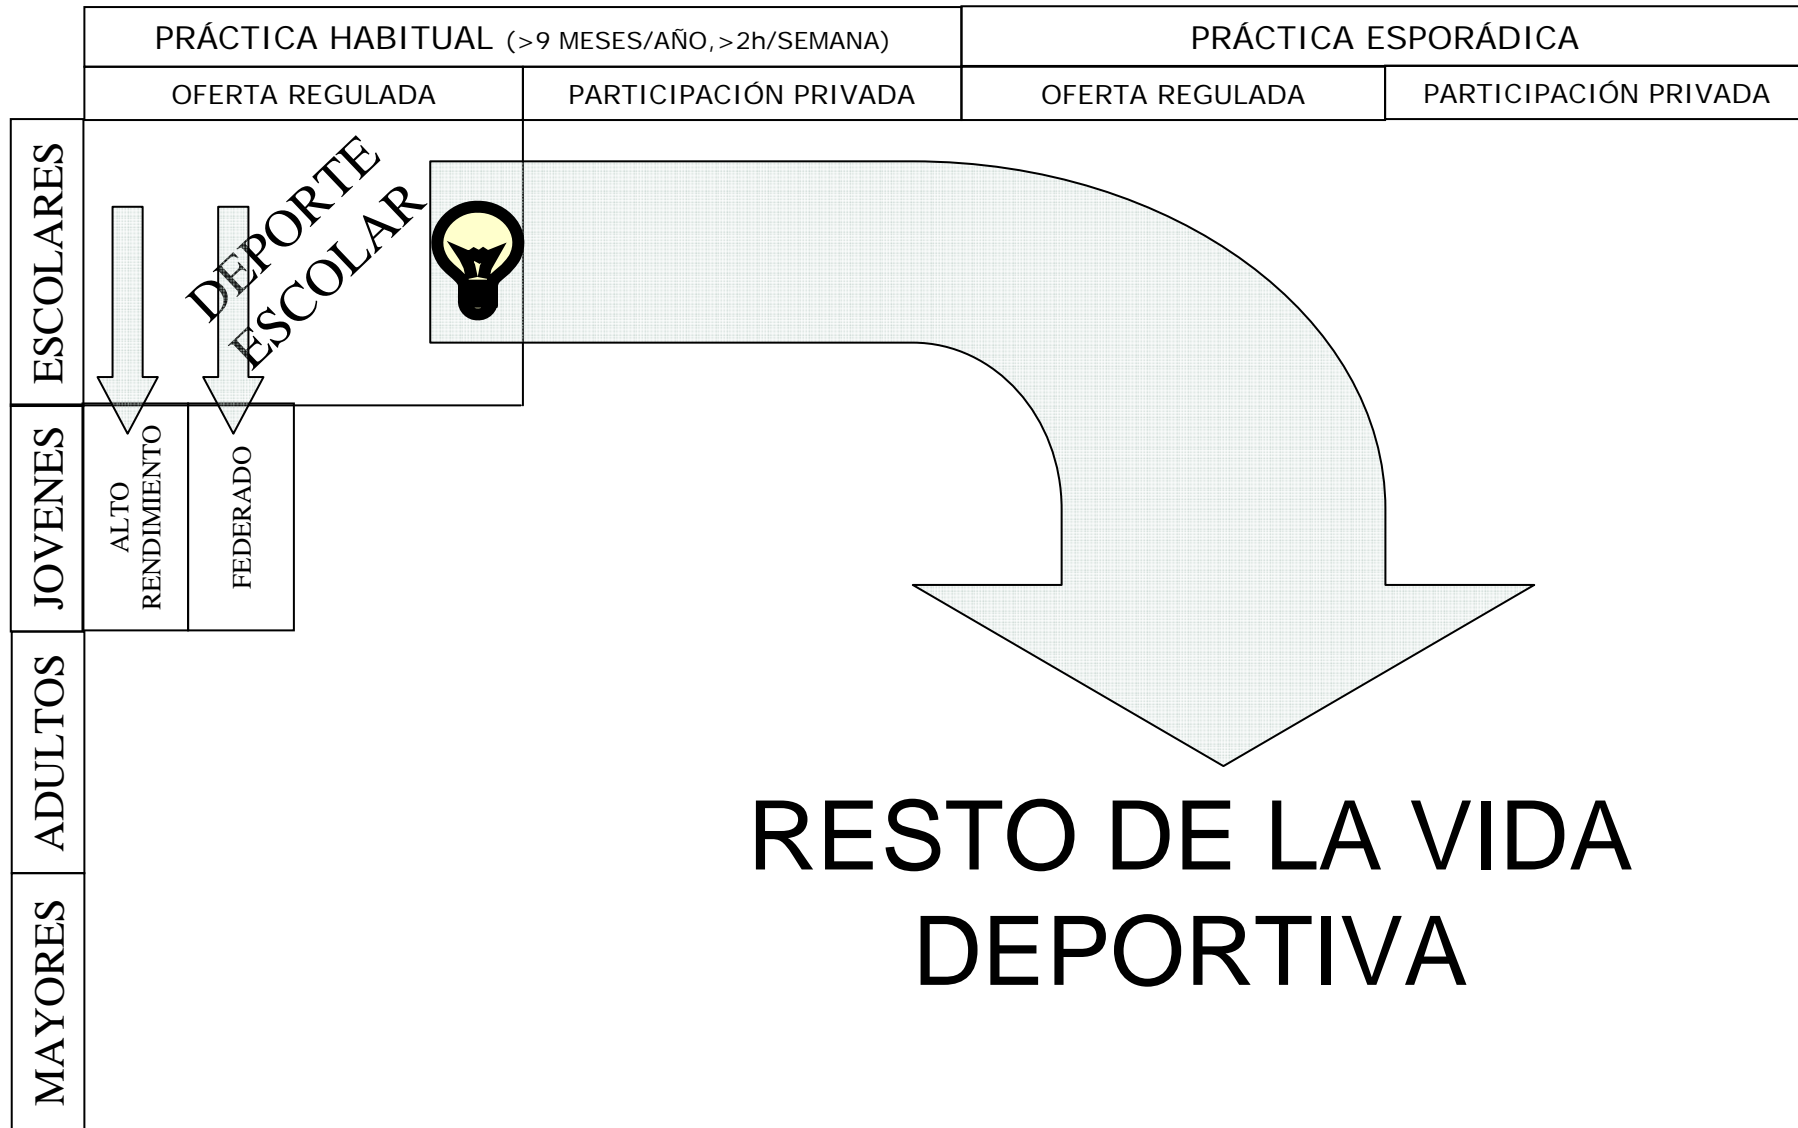 PRÁCTICA HABITUAL (>9 MESES/AÑO,>2h/SEMANA)
PRÁCTICA ESPORÁDICA
OFERTA REGULADA
PARTICIPACIÓN PRIVADA
OFERTA REGULADA
PARTICIPACIÓN PRIVADA
ESCOLARES
DEPORTE
ESCOLAR
JOVENES
ALTO
RENDIMIENTO
FEDERADO
ADULTOS
RESTO DE LA VIDA
DEPORTIVA
MAYORES